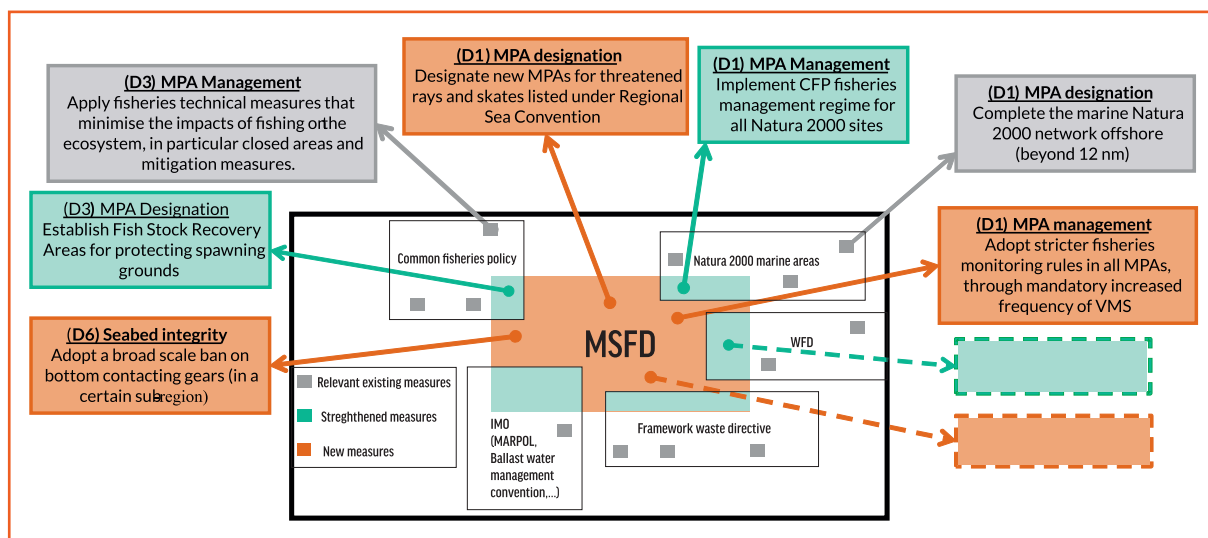 (D3) MPA Management
Apply fisheries technical measures that
minimise the impacts of fishing on the
ecosystem, in particular closed areas and
mitigation measures.
(D1) MPA designation
Designate new MPAs for threatened
rays and skates listed under Regional
Sea Convention
(D1) MPA Management
Implement CFP fisheries
management regime for
all Natura 2000 sites
(D1) MPA designation
Complete the marine Natura
2000 network offshore
(beyond 12 nm)
(D3) MPA Designation
Establish Fish Stock Recovery
Areas for protecting spawning
grounds
(D1) MPA management
Adopt stricter fisheries
monitoring rules in all MPAs,
through mandatory increased
frequency of VMS
(D6) Seabed integrity
Adopt a broad scale ban on
bottom contacting gears (in a
certain sub-region)
Common fisheries policy
Natura 2000 marine areas
MSFD
WFD
Relevant existing measures
Streghthened measures
New measures
IMO
(MARPOL,
Ballast water
management
convention,...)
Framework waste directive